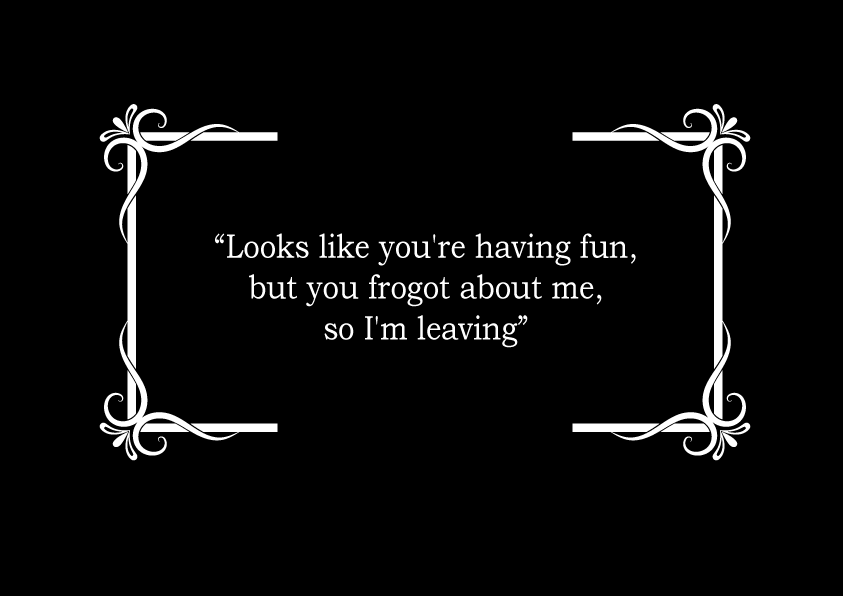 “Looks like you're having fun,
but you frogot about me,
so I'm leaving”